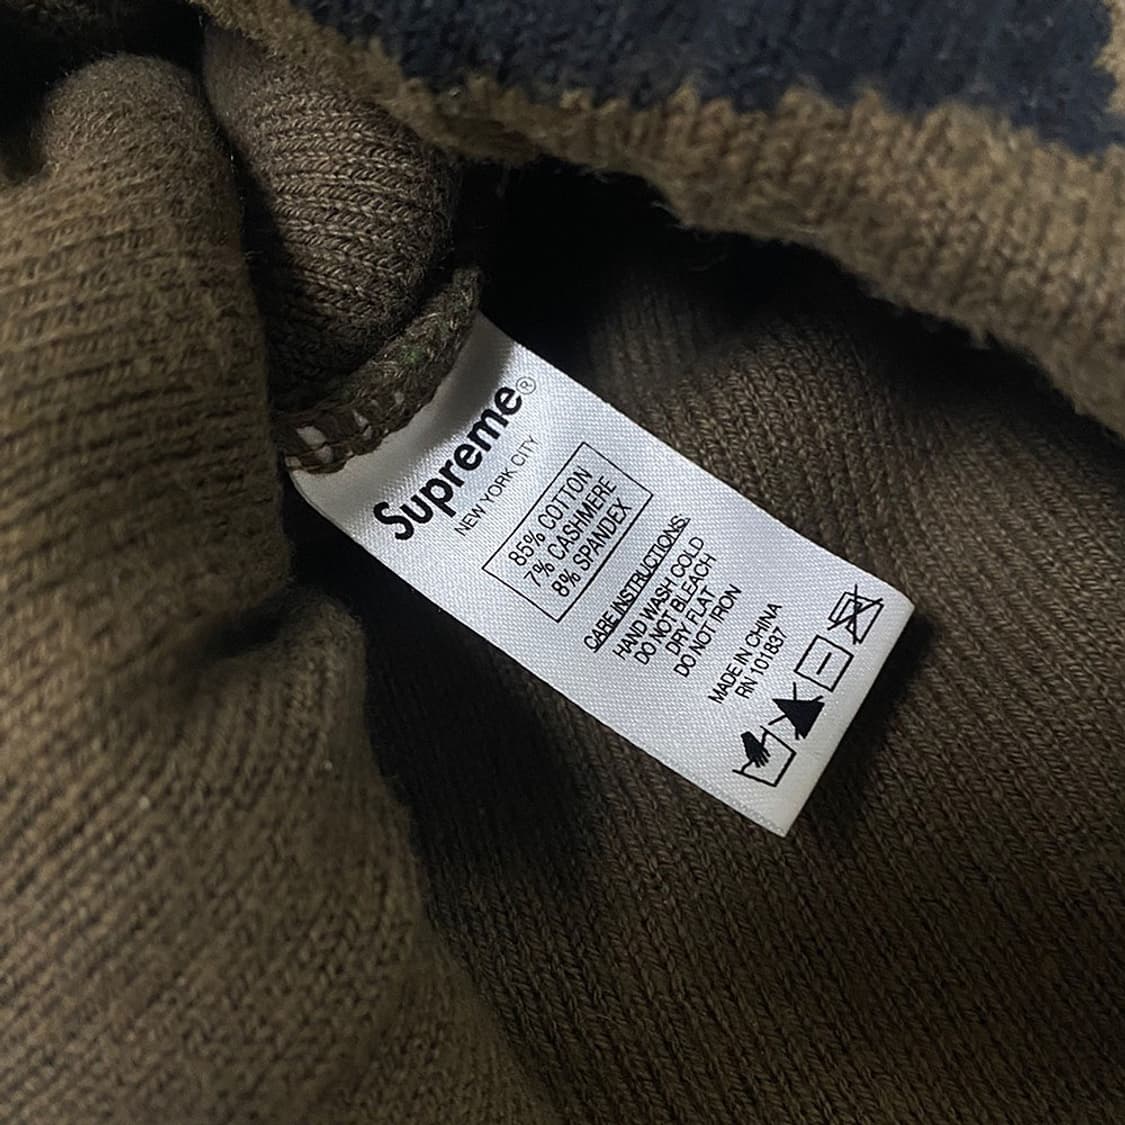 Supreme®
NEW YORK CITY
85% COTTON
7% CASHMERE
8% SPANDEX
CARE INSTRUCTIONS:
HAND WASH COLD
DO NOT BLEACH
DRY FLAT
DO NOT IRON
MADE IN CHINA
RN 101837